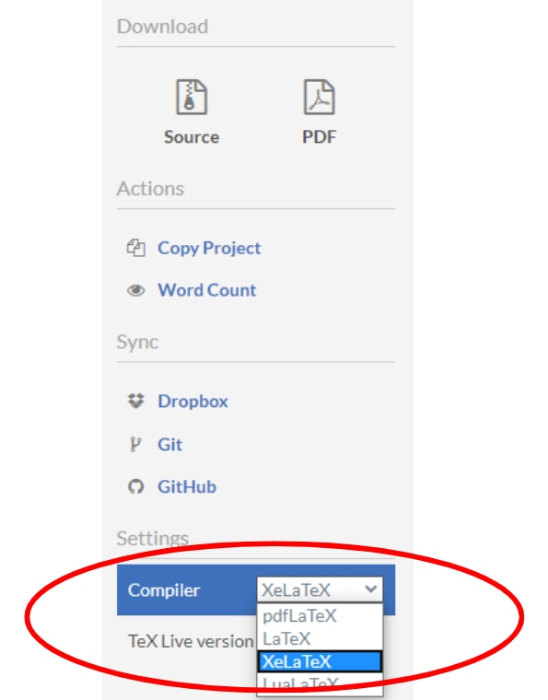 Download
Source PDF
Actions
Copy Project
Word Count
Sync
Dropbox
Git
GitHub
Settings
Compiler XeLaTeX
pdfLaTeX
TeX Live version LaTeX
XeLaTeX
LuaLaTeX